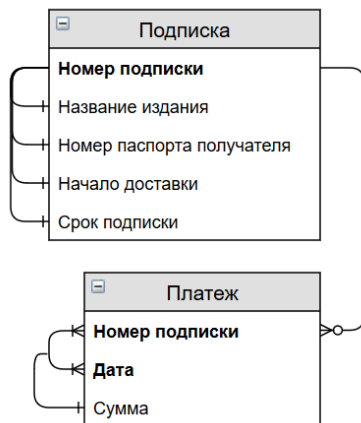 Подписка
Номер подписки
Название издания
Номер паспорта получателя
Начало доставки
Срок подписки
Платеж
Номер подписки
Дата
Сумма